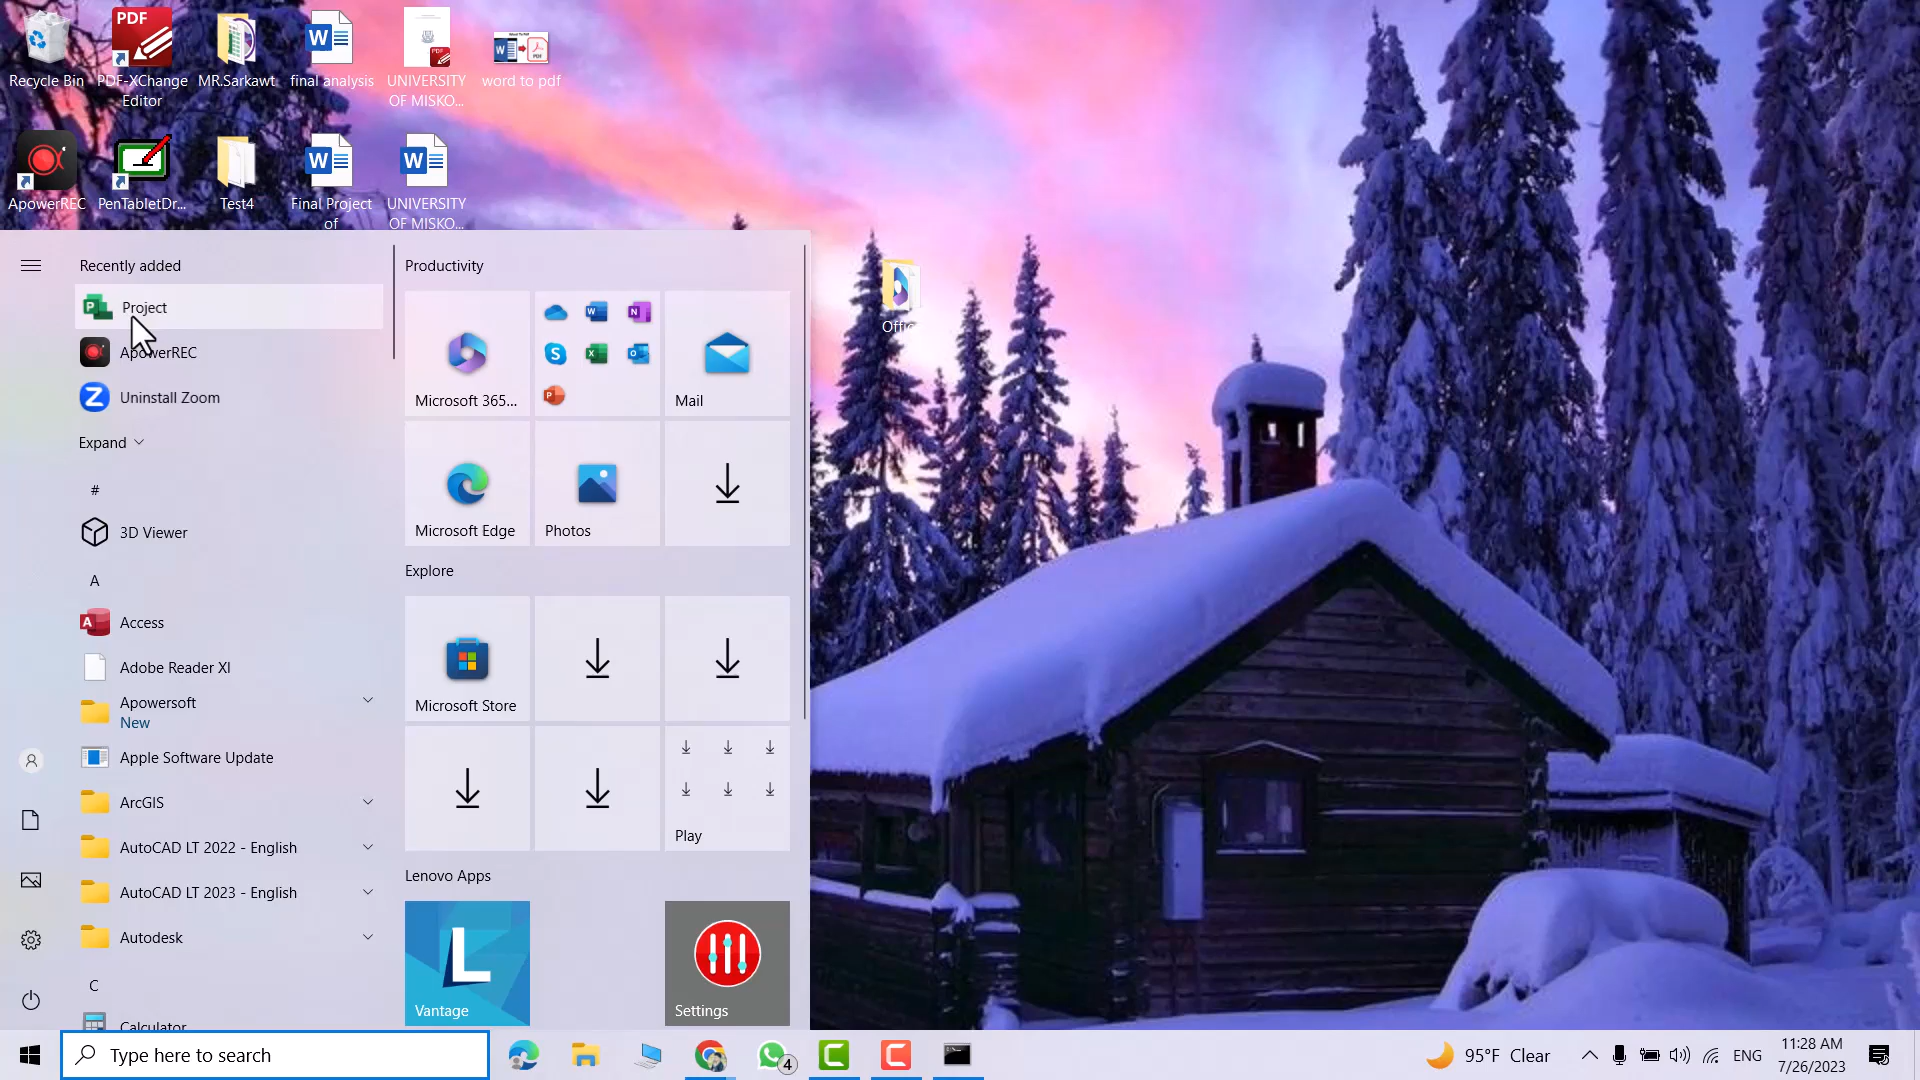 Recycle Bin
PDF
PDF-XChange
Editor
MR.Sarkawt
final analysis
UNIVERSITY
OF MISKO...
word to pdf
ApowerREC
PenTabletDr...
Test4
Final Project
of
UNIVERSITY
OF MISKO...
Recently added
Project
ApowerREC
Uninstall Zoom
Expand
#
3D Viewer
A
Access
Adobe Reader XI
Apowersoft
New
Apple Software Update
ArcGIS
AutoCAD LT 2022 - English
AutoCAD LT 2023 - English
Autodesk
C
Calculator
Productivity
Microsoft 365...
Mail
Microsoft Edge
Photos
Explore
Microsoft Store
Play
Lenovo Apps
L
Vantage
Settings
Type here to search
4
95°F Clear
ENG
11:28 AM
7/26/2023